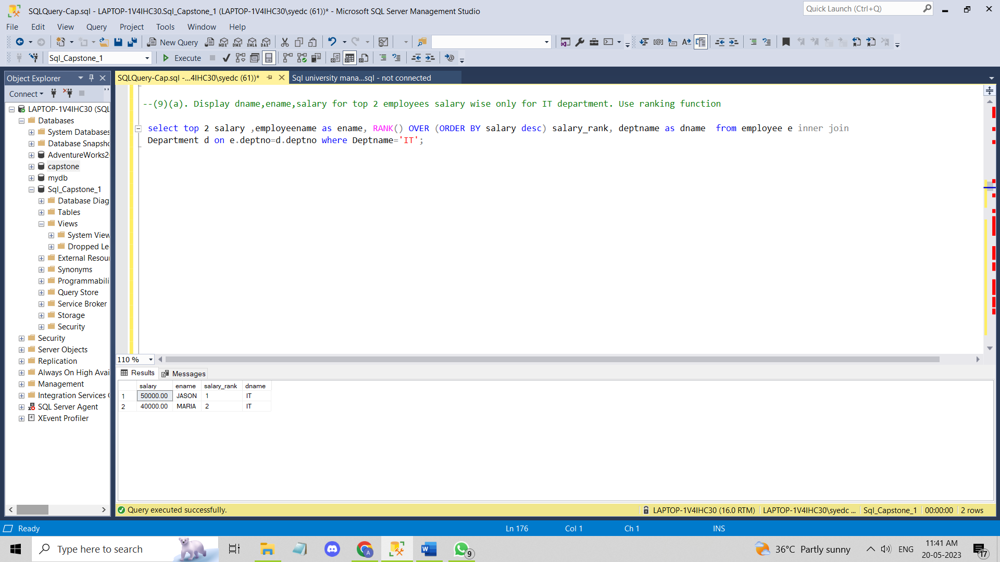 SQLQuery-Cap.sql - LAPTOP-1V4IHC30.Sql_Capstone_1 (LAPTOP-1V4IHC30\syedc (61))* - Microsoft SQL Server Management Studio
Quick Launch (Ctrl+Q)
File Edit View Query Project Tools Window Help
New Query MDX DMX XMLA DAX
Sql_Capstone_1 Execute
Object Explorer
SQLQuery-Cap.sql -...4IHC30\syedc (61))*
Sql university mana...sql - not connected
Connect
LAPTOP-1V4IHC30 (SQL
Databases
System Databases
Database Snapsho
AdventureWorks2
capstone
mydb
Sql_Capstone_1
Database Diag
Tables
Views
System View
Dropped Le
External Resou
Synonyms
Programmabili
Query Store
Service Broker
Storage
Security
Security
Server Objects
Replication
Always On High Avai
Management
Integration Services
SQL Server Agent
XEvent Profiler
--(9)(a). Display dname,ename,salary for top 2 employees salary wise only for IT department. Use ranking function
select top 2 salary ,employeename as ename, RANK() OVER (ORDER BY salary desc) salary_rank, deptname as dname  from employee e inner join
Department d on e.deptno=d.deptno where Deptname='IT';
110 %
Results Messages
salary ename salary_rank dname
1 50000.00 JASON 1 IT
2 40000.00 MARIA 2 IT
Query executed successfully.
LAPTOP-1V4IHC30 (16.0 RTM) LAPTOP-1V4IHC30\syedc ... Sql_Capstone_1 00:00:00 2 rows
Ready Ln 176 Col 1 Ch 1 INS
Type here to search
9
36°C Partly sunny
ENG
11:41 AM
20-05-2023
17